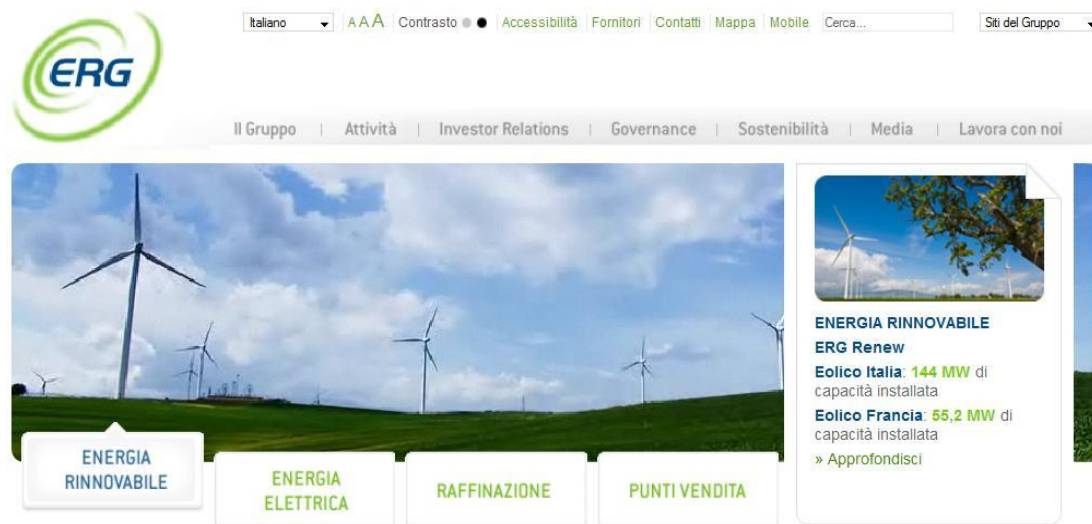 Italiano A A A Contrasto Accessibilità Fornitori Contatti Mappa Mobile Cerca... Siti del Gruppo
ERG
Il Gruppo | Attività | Investor Relations | Governance | Sostenibilità | Media | Lavora con noi
ENERGIA RINNOVABILE
ERG Renew
Eolico Italia: 144 MW di
capacità installata
Eolico Francia: 55,2 MW di
capacità installata
» Approfondisci
ENERGIA
RINNOVABILE
ENERGIA
ELETTRICA
RAFFINAZIONE
PUNTI VENDITA